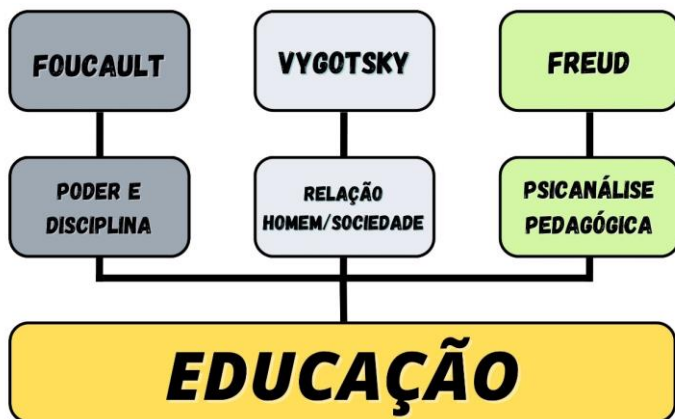 FOUCAULT
VYGOTSKY
FREUD
PODER E
DISCIPLINA
RELAÇÃO
HOMEM/SOCIEDADE
PSICANÁLISE
PEDAGÓGICA
EDUCAÇÃO